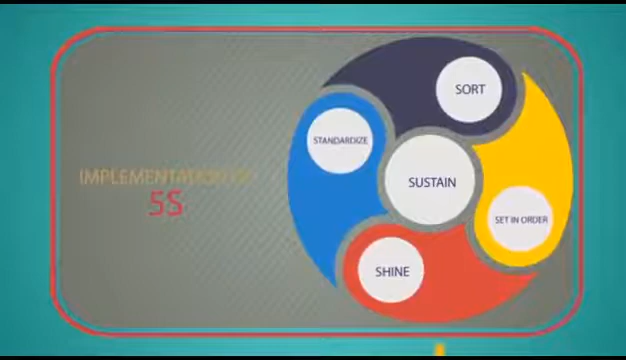 IMPLEMENTATION OF
5S
SORT
STANDARDIZE
SUSTAIN
SET IN ORDER
SHINE